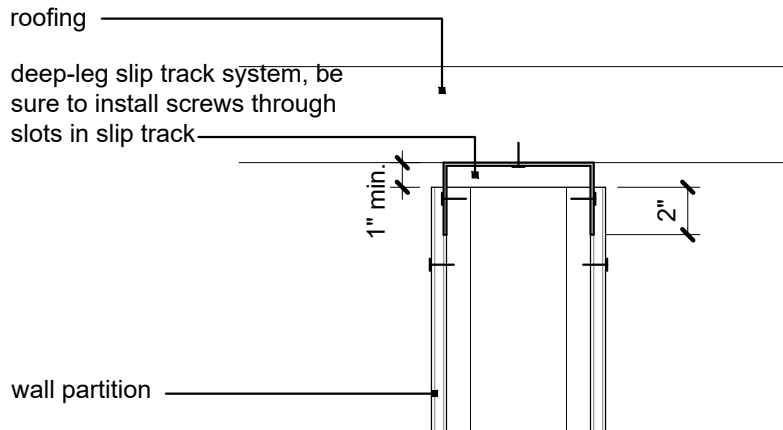 roofing
deep-leg slip track system, be
sure to install screws through
slots in slip track
1" min.
2"
wall partition